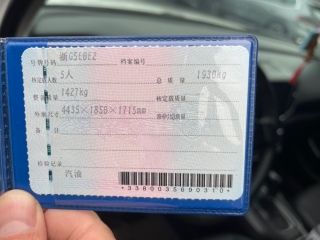 号牌号码 浙G5E0E2 档案编号
核定载人数 5人 总质量 1930kg
整备质量 1427kg 核定载质量
外廓尺寸 4435×1858×1715mm 准牵引总质量
备注
检验记录
汽油
*3380035690310*